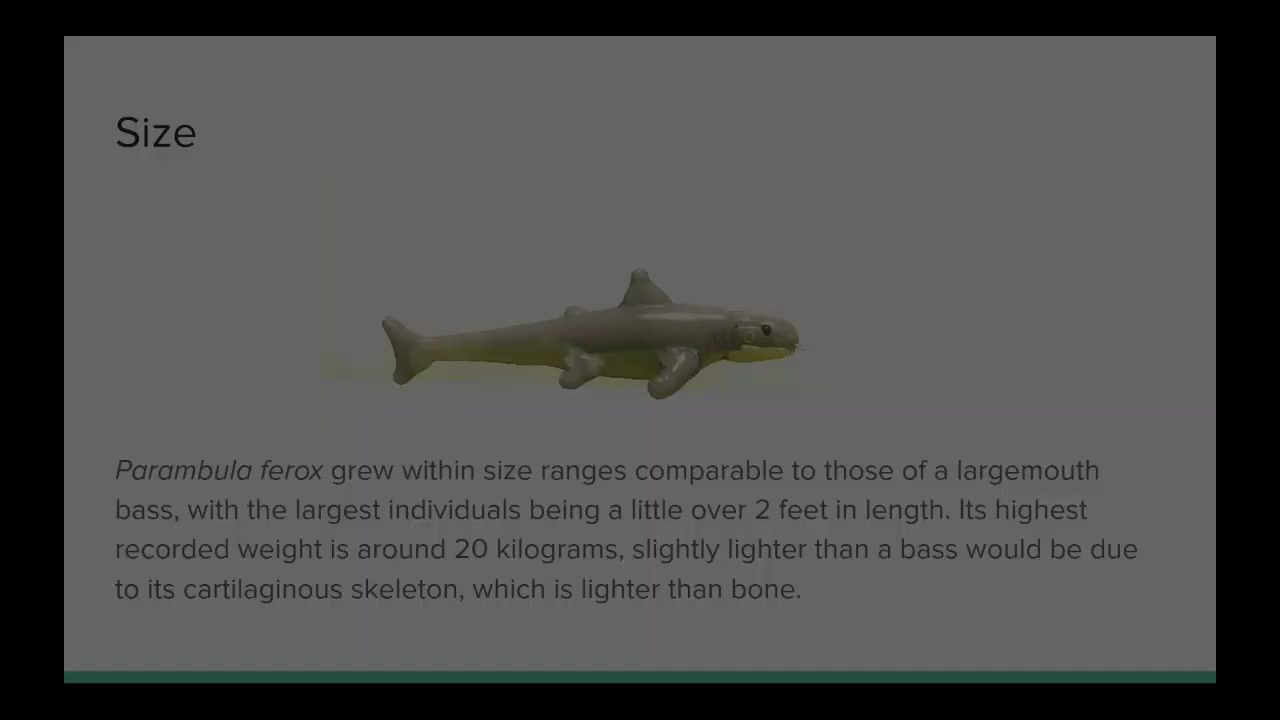 Size
Parambula ferox grew within size ranges comparable to those of a largemouth
bass, with the largest individuals being a little over 2 feet in length. Its highest
recorded weight is around 20 kilograms, slightly lighter than a bass would be due
to its cartilaginous skeleton, which is lighter than bone.